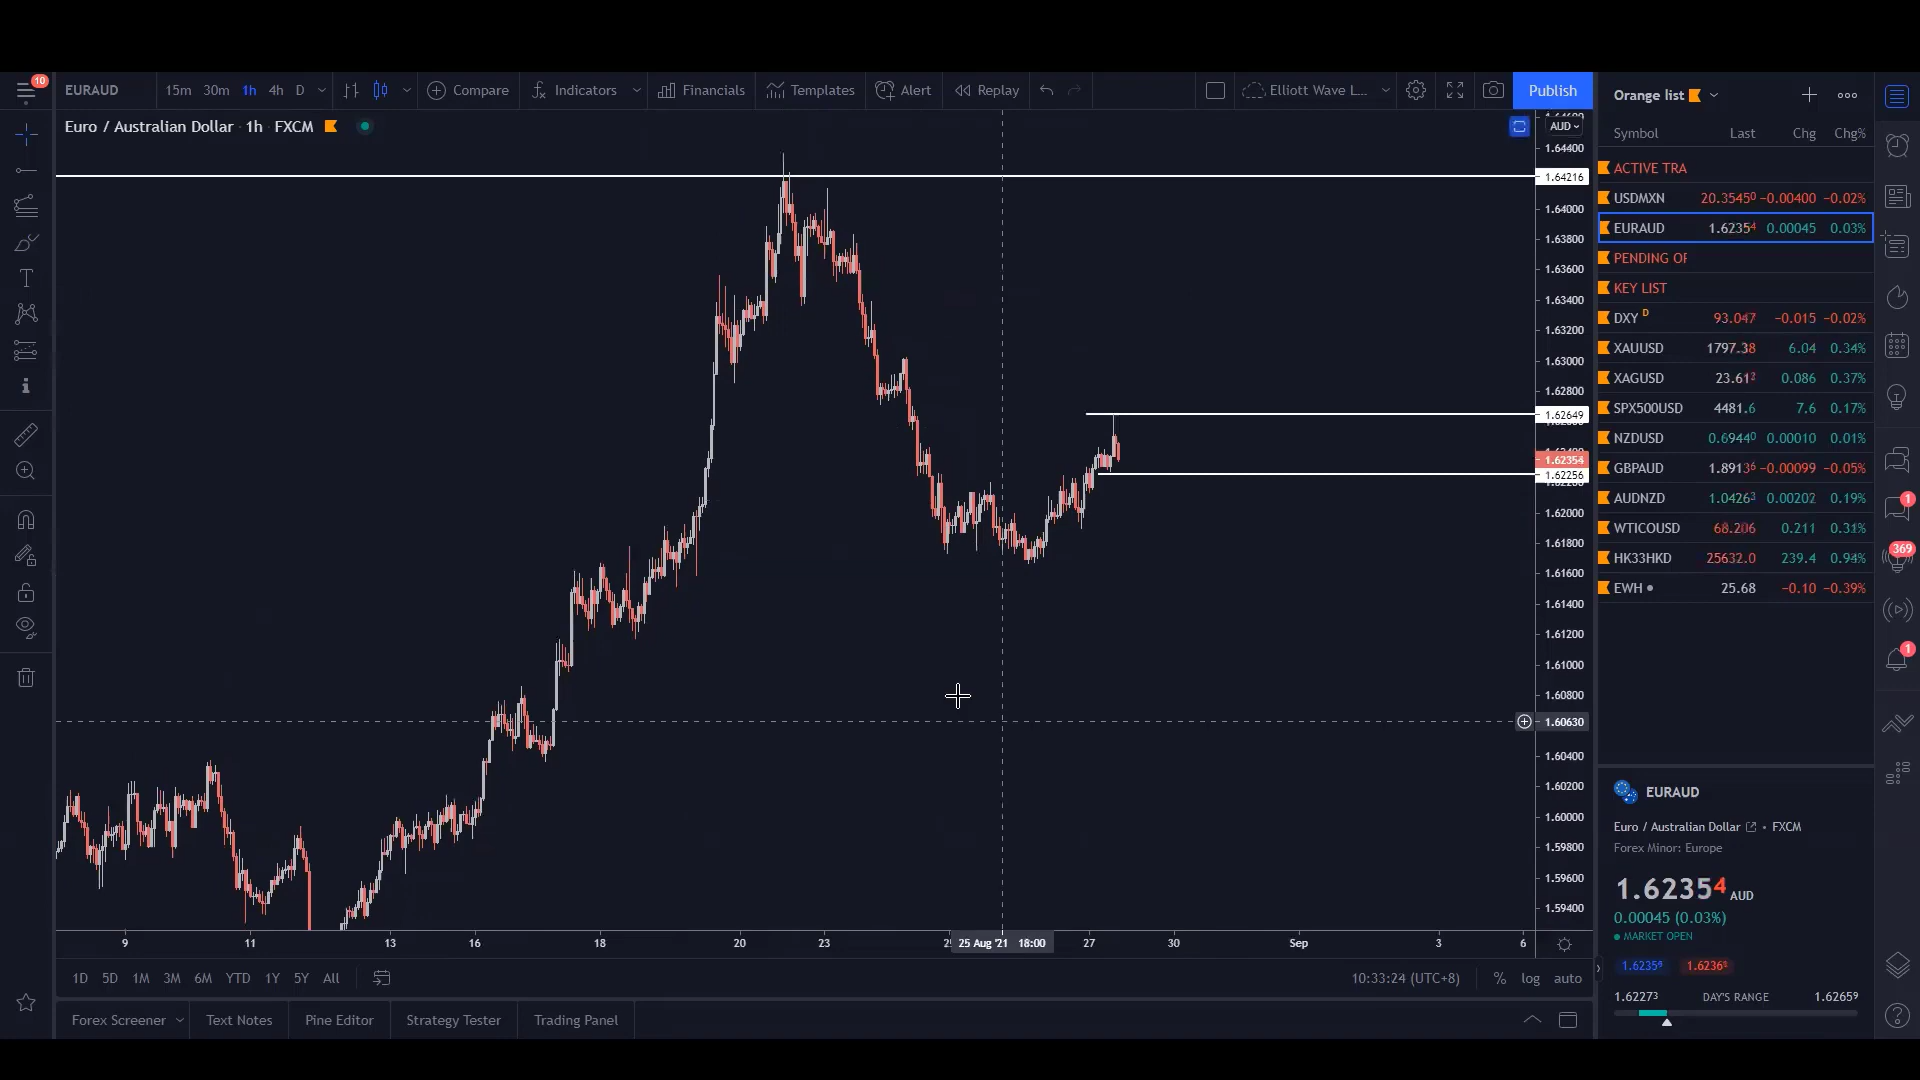 10
EURAUD 15m 30m 1h 4h D Compare Indicators Financials Templates Alert Replay Elliott Wave L... Publish
Euro / Australian Dollar · 1h · FXCM
AUD
1.64400
1.64216
1.64000
1.63800
1.63600
1.63400
1.63200
1.63000
1.62800
1.62649
1.62354
1.62256
1.62000
1.61800
1.61600
1.61400
1.61200
1.61000
1.60800
1.60630
1.60400
1.60200
1.60000
1.59800
1.59600
1.59400
9 11 13 16 18 20 23 25 Aug '21 18:00 27 30 Sep 3 6
1D 5D 1M 3M 6M YTD 1Y 5Y All
10:33:24 (UTC+8) % log auto
Forex Screener Text Notes Pine Editor Strategy Tester Trading Panel
Orange list
Symbol Last Chg Chg%
ACTIVE TRA
USDMXN 20.35450 −0.00400 −0.02%
EURAUD 1.62354 0.00045 0.03%
PENDING OF
KEY LIST
DXY D 93.047 −0.015 −0.02%
XAUUSD 1797.38 6.04 0.34%
XAGUSD 23.612 0.086 0.37%
SPX500USD 4481.6 7.6 0.17%
NZDUSD 0.69440 0.00010 0.01%
GBPAUD 1.89136 −0.00099 −0.05%
AUDNZD 1.04263 0.00202 0.19%
WTICOUSD 68.206 0.211 0.31%
HK33HKD 25632.0 239.4 0.94%
EWH 25.68 −0.10 −0.39%
EURAUD
Euro / Australian Dollar • FXCM
Forex Minor: Europe
1.62354 AUD
0.00045 (0.03%)
MARKET OPEN
1.62359 1.6236
1.62273 DAY'S RANGE 1.62659
1
369
1